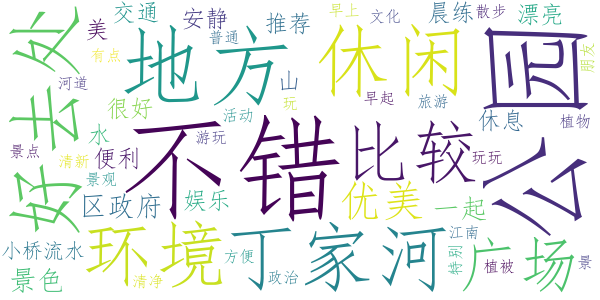 不错
公园
地方
休闲
好去处
环境
丁家河
广场
比较
优美
交通
安静
推荐
早上
文化
晨练
散步
漂亮
美
有点
普通
山
河道
很好
活动
玩
早起
旅游
休息
植物
朋友
水
景点
清新
便利
游玩
玩玩
景观
区政府
娱乐
一起
小桥流水
景色
清净
方便
政治
江南
特别
植被
景